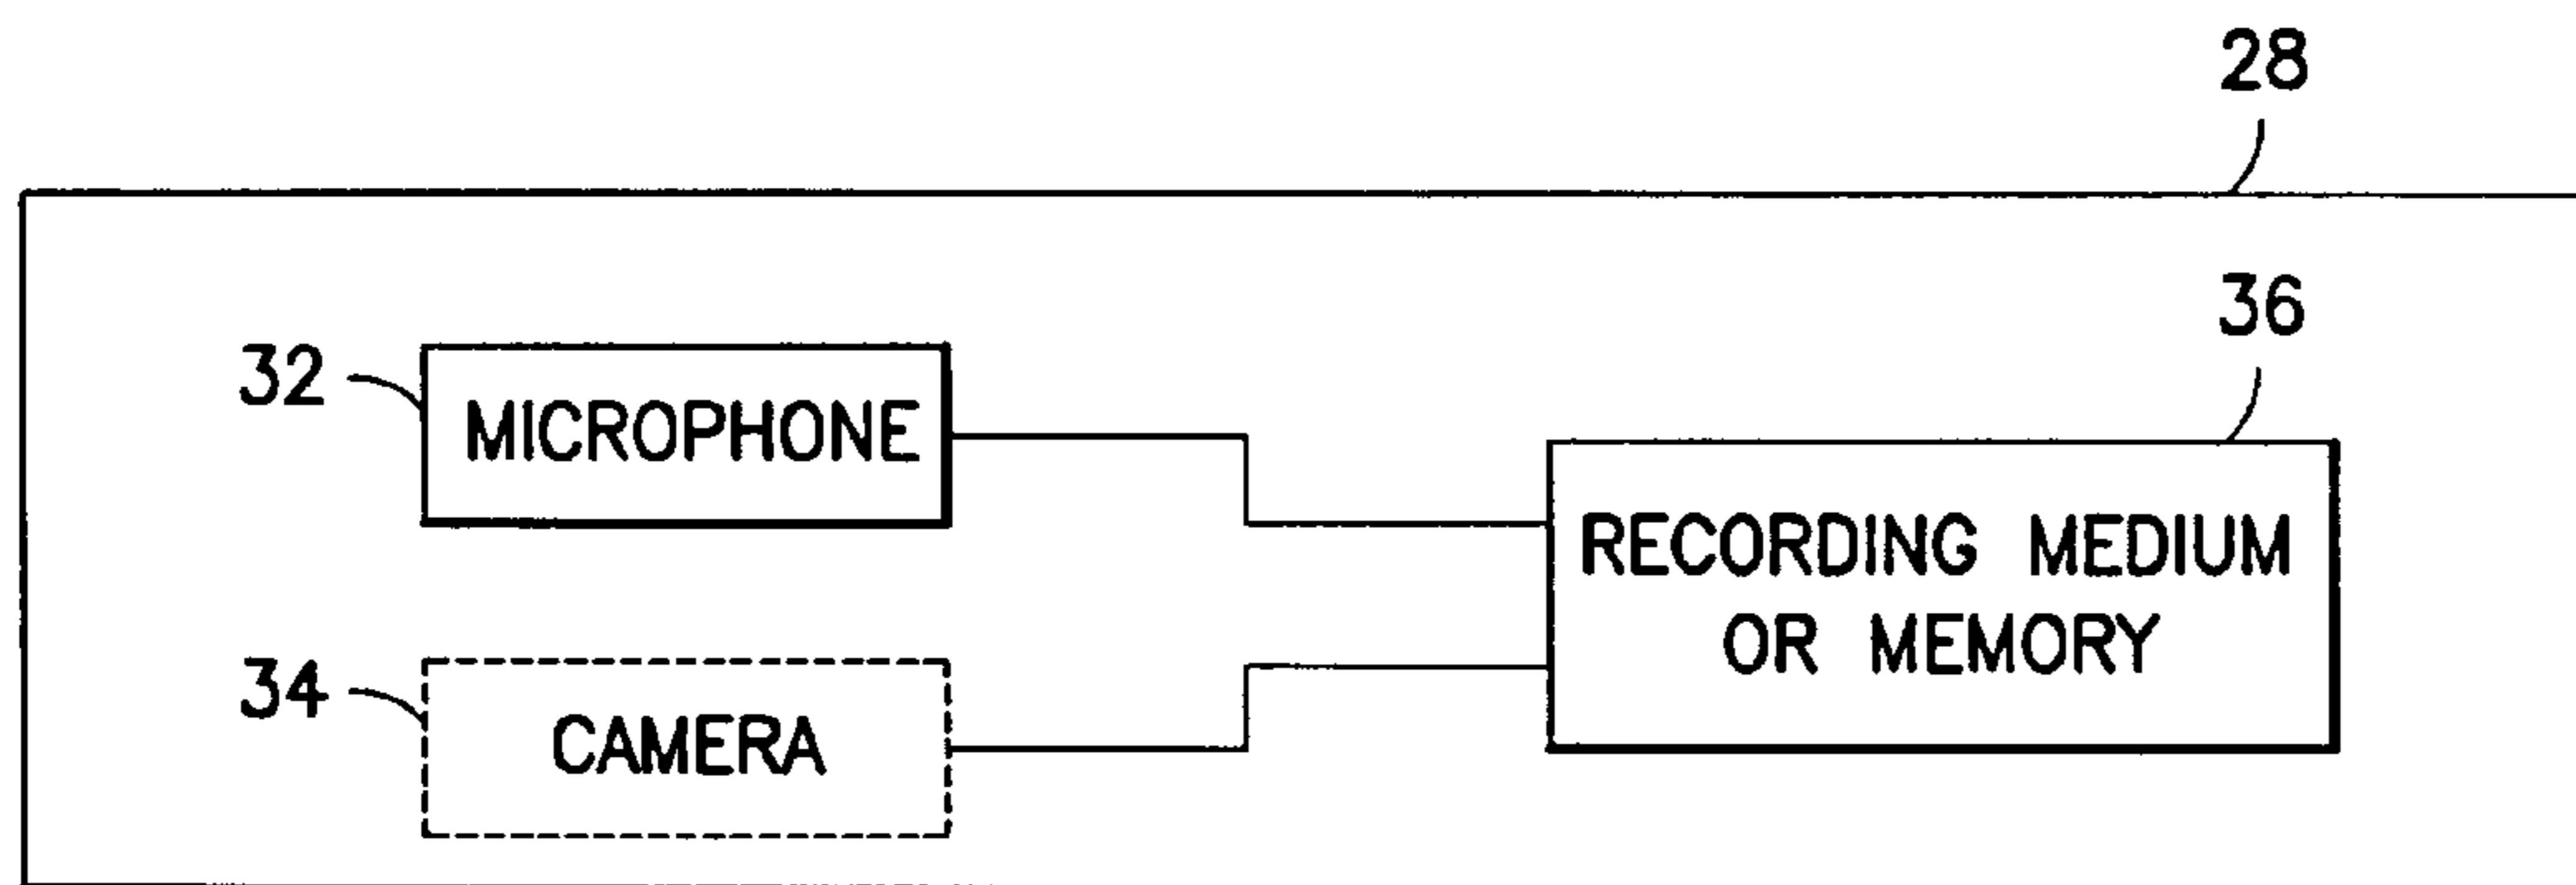 28
36
32
MICROPHONE
RECORDING MEDIUM
OR MEMORY
34
CAMERA